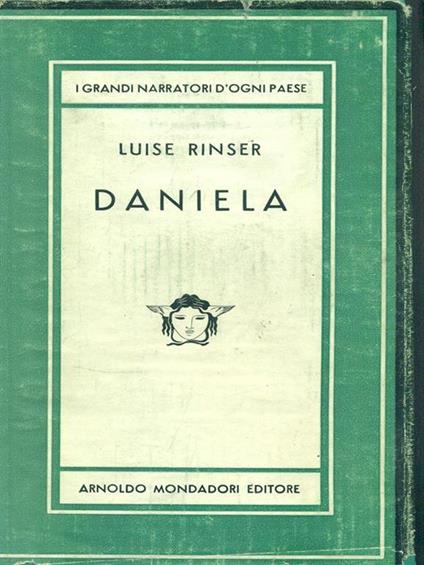 I GRANDI NARRATORI D'OGNI PAESE
LUISE RINSER
DANIELA
ARNOLDO MONDADORI EDITORE